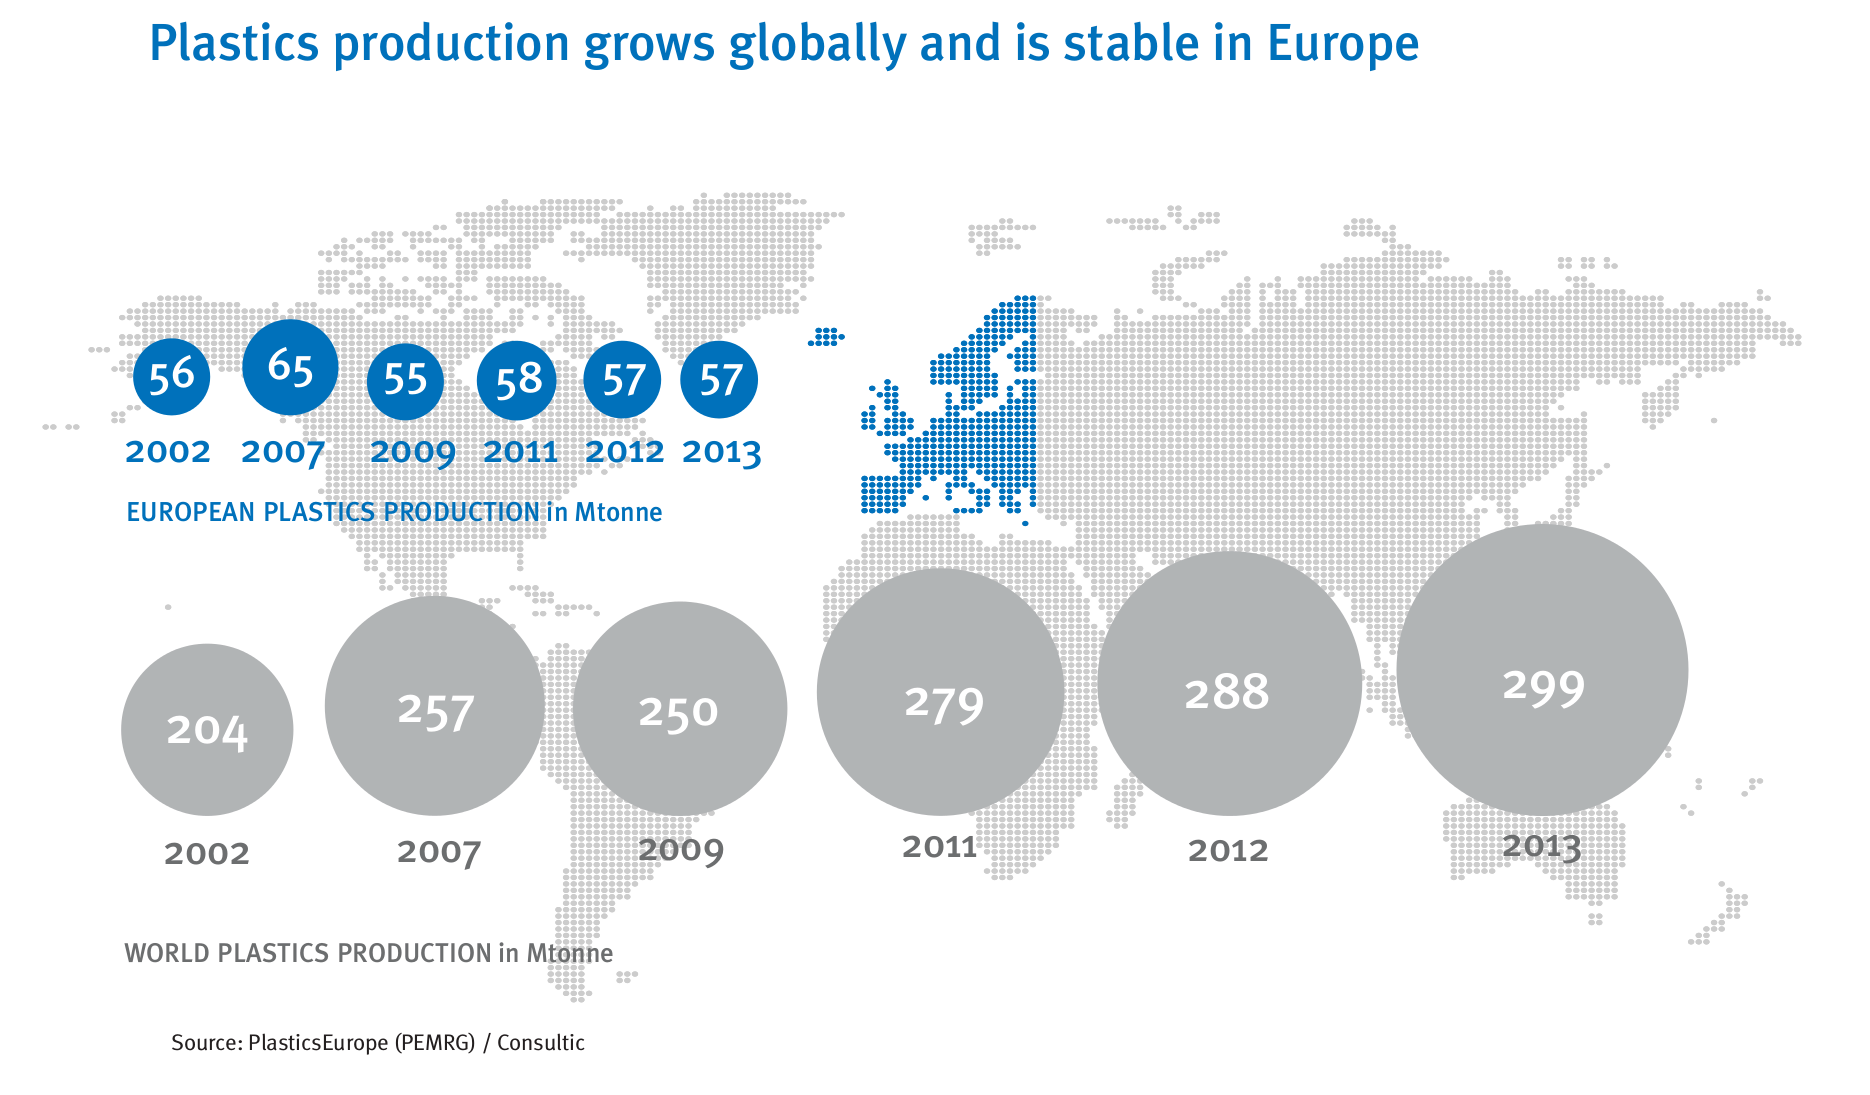 Plastics production grows globally and is stable in Europe
56 65 55 58 57 57
2002 2007 2009 2011 2012 2013
EUROPEAN PLASTICS PRODUCTION in Mtonne
204 257 250 279 288 299
2002 2007 2009 2011 2012 2013
WORLD PLASTICS PRODUCTION in Mtonne
Source: PlasticsEurope (PEMRG) / Consultic